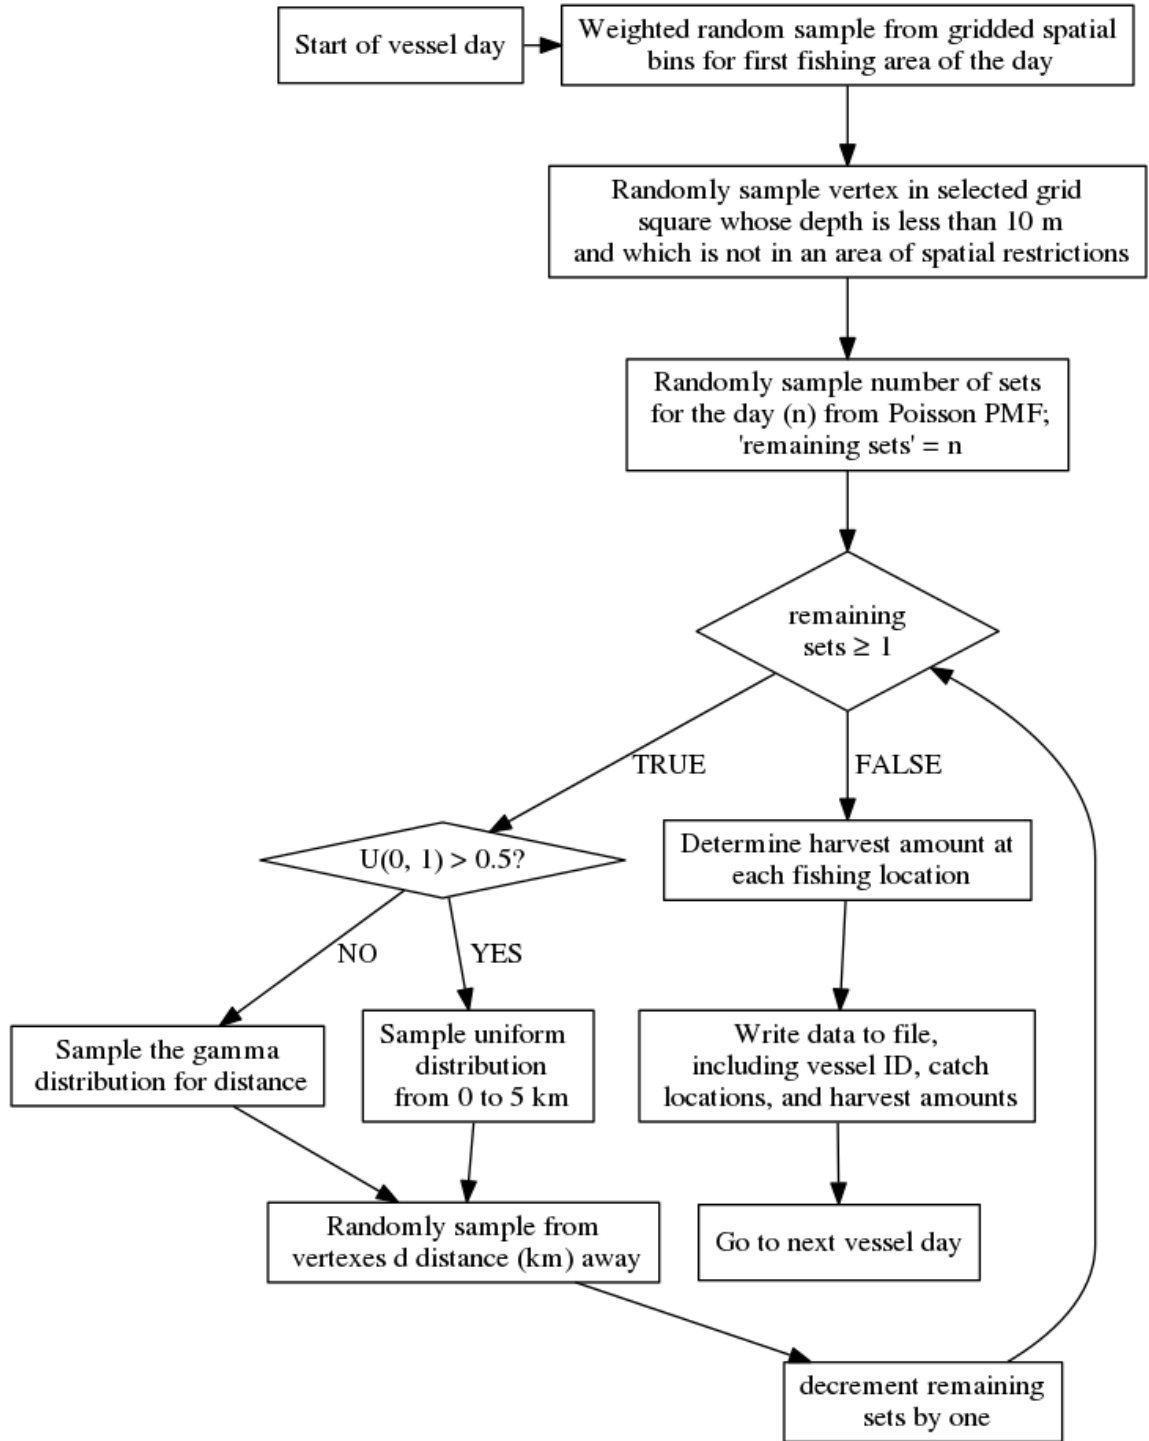 Start of vessel day
Weighted random sample from gridded spatial
bins for first fishing area of the day
Randomly sample vertex in selected grid
square whose depth is less than 10 m
and which is not in an area of spatial restrictions
Randomly sample number of sets
for the day (n) from Poisson PMF;
'remaining sets' = n
remaining
sets ≥ 1
TRUE
FALSE
U(0, 1) > 0.5?
Determine harvest amount at
each fishing location
NO
YES
Sample the gamma
distribution for distance
Sample uniform
distribution
from 0 to 5 km
Write data to file,
including vessel ID, catch
locations, and harvest amounts
Randomly sample from
vertexes d distance (km) away
Go to next vessel day
decrement remaining
sets by one